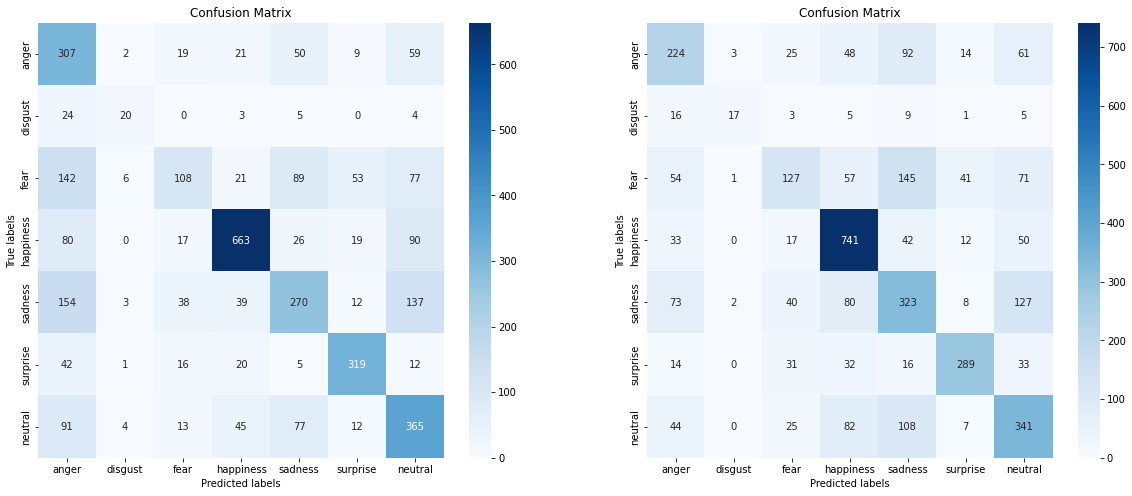 Confusion Matrix
True labels
anger 307 2 19 21 50 9 59
disgust 24 20 0 3 5 0 4
fear 142 6 108 21 89 53 77
happiness 80 0 17 663 26 19 90
sadness 154 3 38 39 270 12 137
surprise 42 1 16 20 5 319 12
neutral 91 4 13 45 77 12 365
anger disgust fear happiness sadness surprise neutral
Predicted labels
600
500
400
300
200
100
0
Confusion Matrix
True labels
anger 224 3 25 48 92 14 61
disgust 16 17 3 5 9 1 5
fear 54 1 127 57 145 41 71
happiness 33 0 17 741 42 12 50
sadness 73 2 40 80 323 8 127
surprise 14 0 31 32 16 289 33
neutral 44 0 25 82 108 7 341
anger disgust fear happiness sadness surprise neutral
Predicted labels
700
600
500
400
300
200
100
0